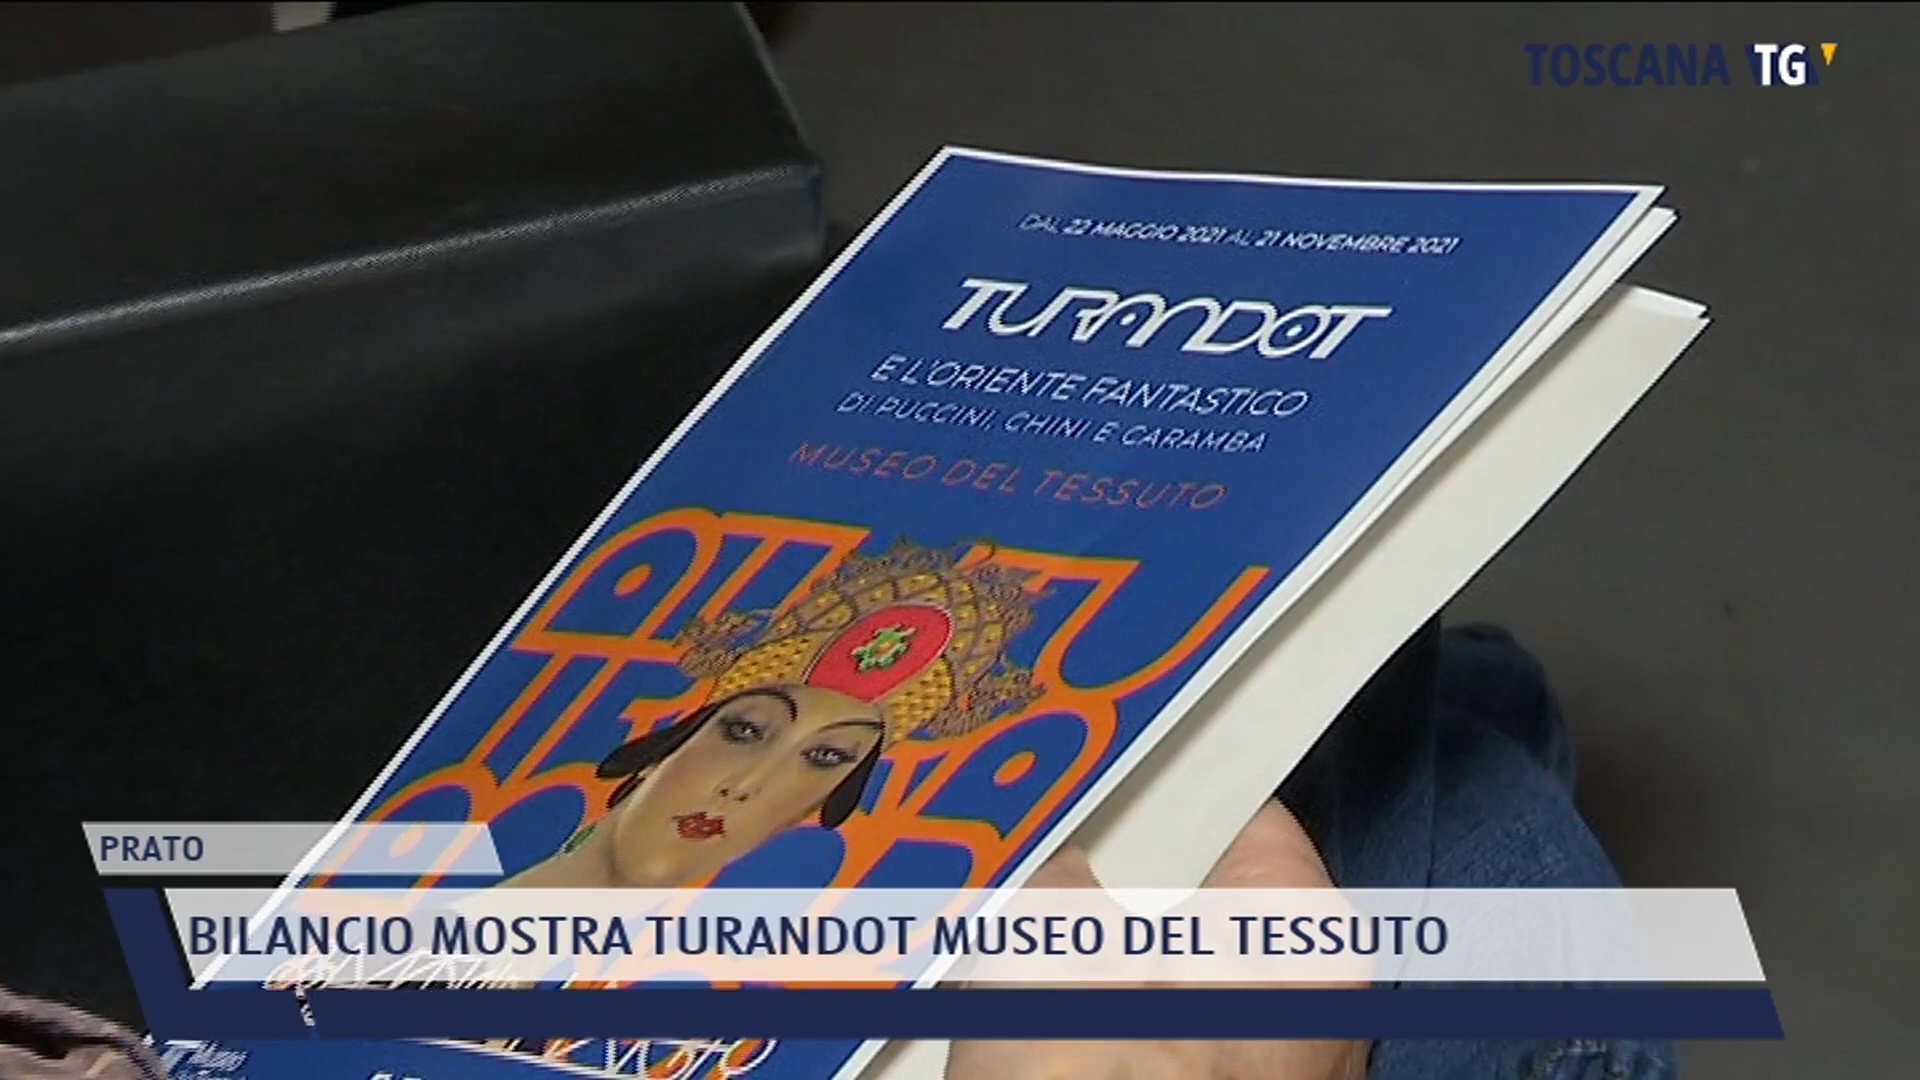 TOSCANA TG
DAL 22 MAGGIO 2021 AL 21 NOVEMBRE 2021
TURANDOT
E L'ORIENTE FANTASTICO
DI PUCCINI, CHINI E CARAMBA
MUSEO DEL TESSUTO
PRATO
BILANCIO MOSTRA TURANDOT MUSEO DEL TESSUTO